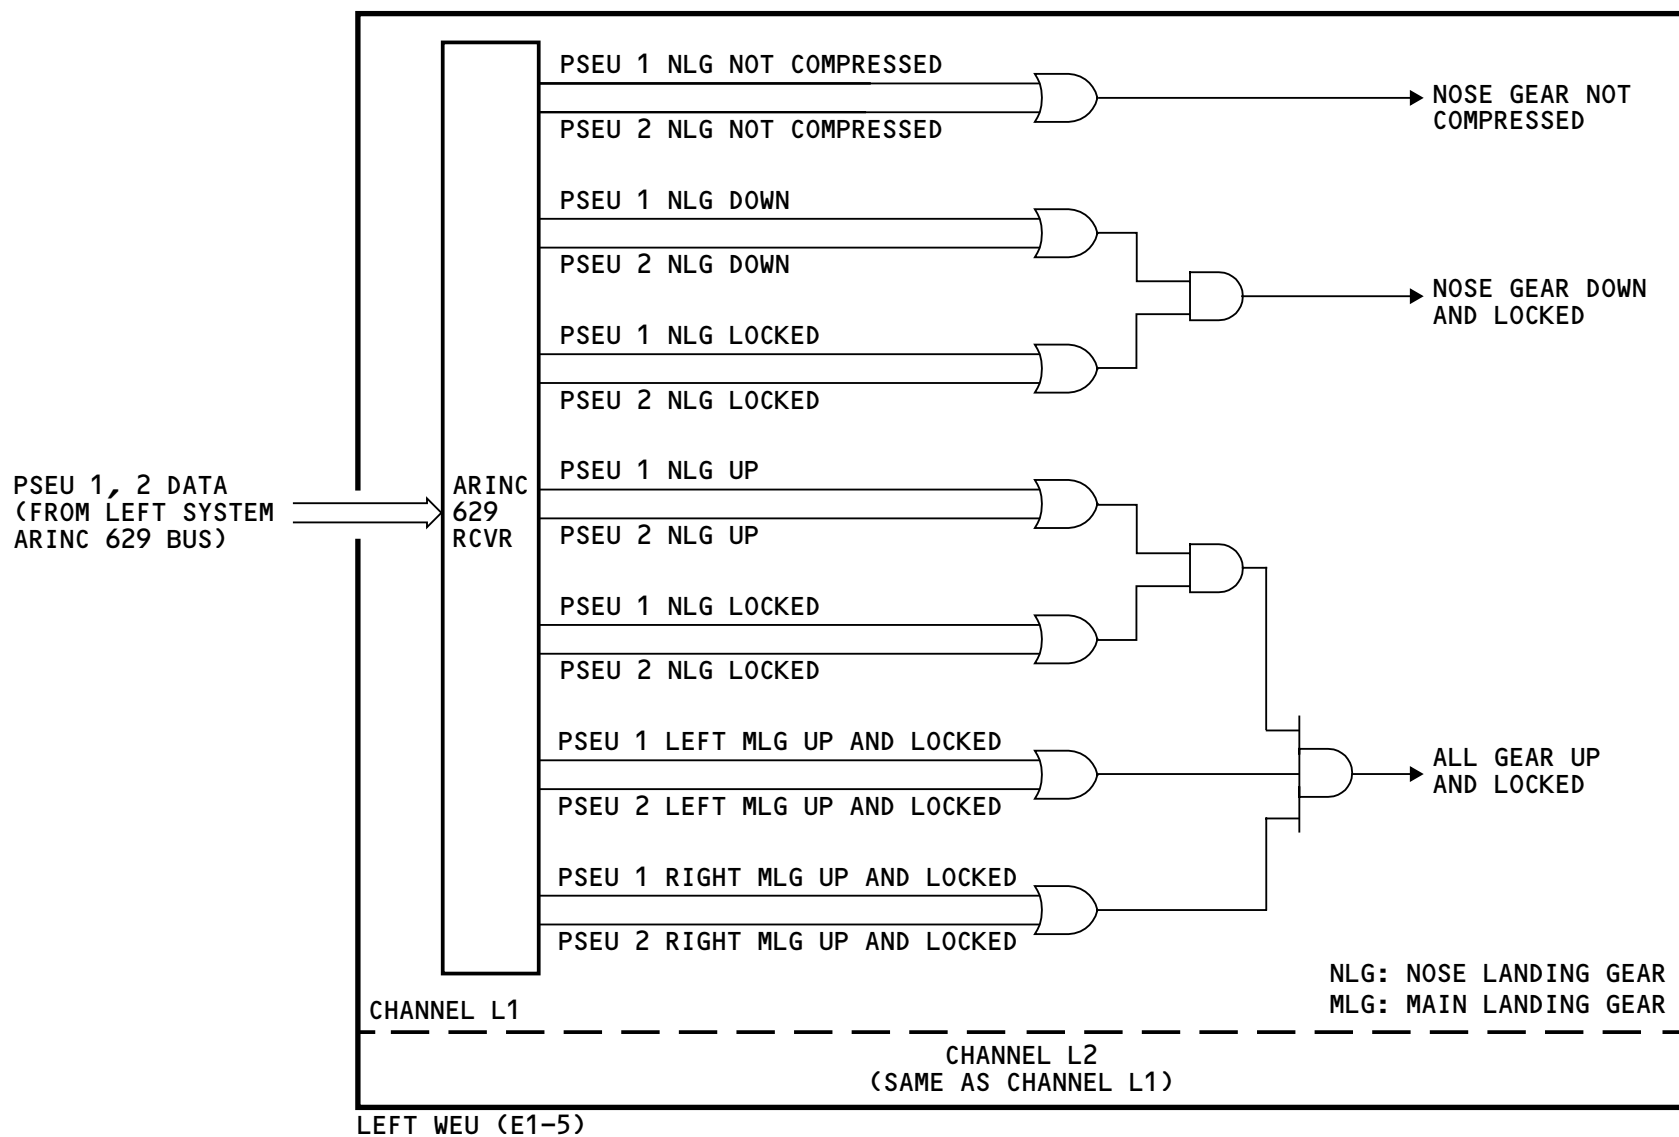 PSEU 1 NLG NOT COMPRESSED
PSEU 2 NLG NOT COMPRESSED
NOSE GEAR NOT
COMPRESSED
PSEU 1 NLG DOWN
PSEU 2 NLG DOWN
PSEU 1 NLG LOCKED
PSEU 2 NLG LOCKED
NOSE GEAR DOWN
AND LOCKED
PSEU 1, 2 DATA
(FROM LEFT SYSTEM
ARINC 629 BUS)
ARINC
629
RCVR
PSEU 1 NLG UP
PSEU 2 NLG UP
PSEU 1 NLG LOCKED
PSEU 2 NLG LOCKED
PSEU 1 LEFT MLG UP AND LOCKED
PSEU 2 LEFT MLG UP AND LOCKED
ALL GEAR UP
AND LOCKED
PSEU 1 RIGHT MLG UP AND LOCKED
PSEU 2 RIGHT MLG UP AND LOCKED
NLG: NOSE LANDING GEAR
MLG: MAIN LANDING GEAR
CHANNEL L1
CHANNEL L2
(SAME AS CHANNEL L1)
LEFT WEU (E1-5)